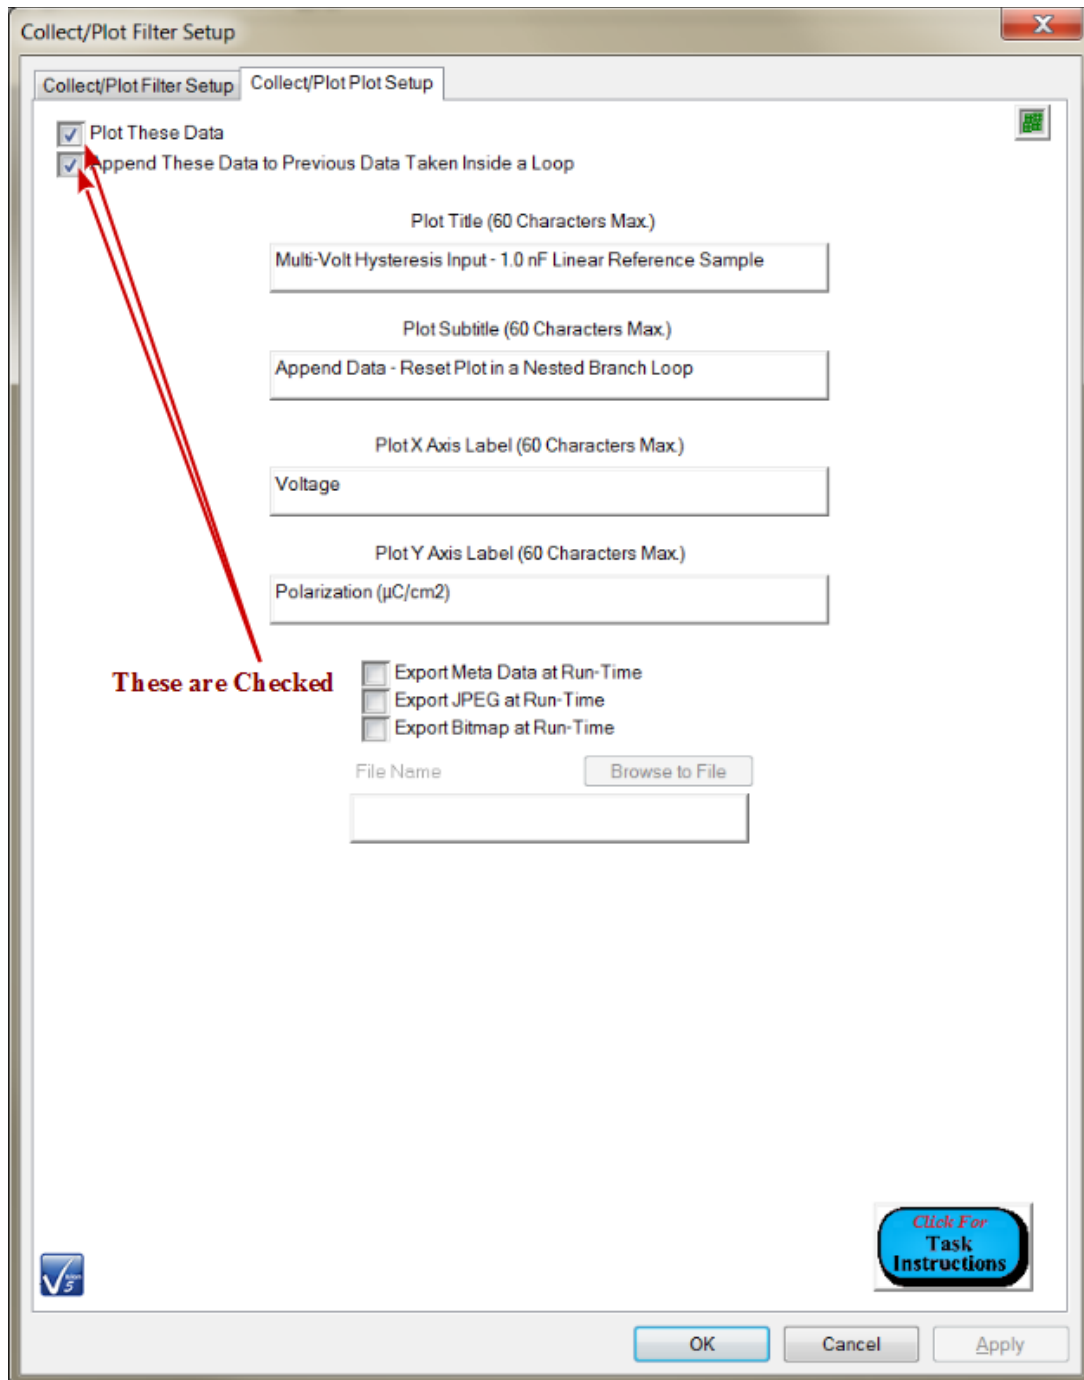 Collect/Plot Filter Setup
Collect/Plot Filter Setup
Collect/Plot Plot Setup
Plot These Data
Append These Data to Previous Data Taken Inside a Loop
Plot Title (60 Characters Max.)
Multi-Volt Hysteresis Input - 1.0 nF Linear Reference Sample
Plot Subtitle (60 Characters Max.)
Append Data - Reset Plot in a Nested Branch Loop
Plot X Axis Label (60 Characters Max.)
Voltage
Plot Y Axis Label (60 Characters Max.)
Polarization (µC/cm2)
These are Checked
Export Meta Data at Run-Time
Export JPEG at Run-Time
Export Bitmap at Run-Time
File Name
Browse to File
Click For
Task
Instructions
OK
Cancel
Apply